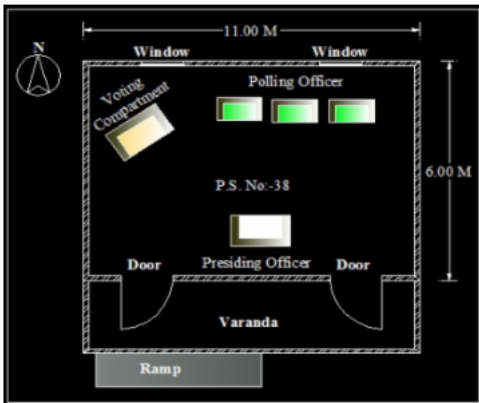 11.00 M
N
Window
Window
Polling Officer
Voting
Compartment
6.00 M
P.S. No:-38
Door
Presiding Officer
Door
Varanda
Ramp